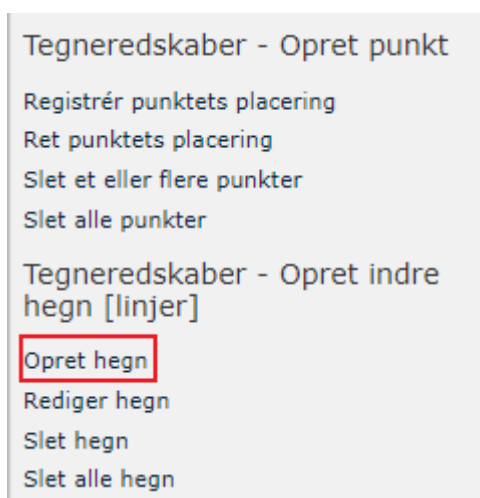 Tegneredskaber - Opret punkt
Registrér punktets placering
Ret punktets placering
Slet et eller flere punkter
Slet alle punkter
Tegneredskaber - Opret indre
hegn [linjer]
Opret hegn
Rediger hegn
Slet hegn
Slet alle hegn